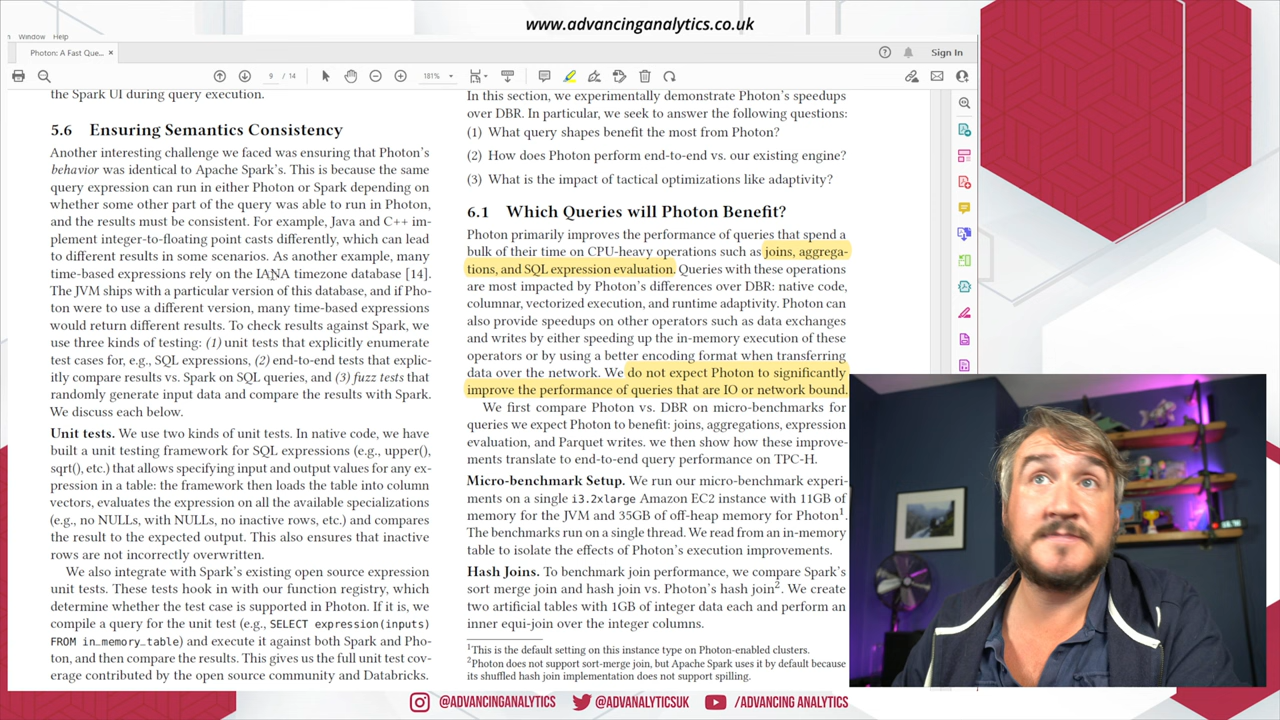 www.advancinganalytics.co.uk
Window Help
Photon: A Fast Que... ×
Sign In
9 / 14
181%
the Spark UI during query execution.
5.6 Ensuring Semantics Consistency
Another interesting challenge we faced was ensuring that Photon's
behavior was identical to Apache Spark's. This is because the same
query expression can run in either Photon or Spark depending on
whether some other part of the query was able to run in Photon,
and the results must be consistent. For example, Java and C++ im-
plement integer-to-floating point casts differently, which can lead
to different results in some scenarios. As another example, many
time-based expressions rely on the IANA timezone database [14].
The JVM ships with a particular version of this database, and if Pho-
ton were to use a different version, many time-based expressions
would return different results. To check results against Spark, we
use three kinds of testing: (1) unit tests that explicitly enumerate
test cases for, e.g., SQL expressions, (2) end-to-end tests that explic-
itly compare results vs. Spark on SQL queries, and (3) fuzz tests that
randomly generate input data and compare the results with Spark.
We discuss each below.
Unit tests. We use two kinds of unit tests. In native code, we have
built a unit testing framework for SQL expressions (e.g., upper(),
sqrt(), etc.) that allows specifying input and output values for any ex-
pression in a table: the framework then loads the table into column
vectors, evaluates the expression on all the available specializations
(e.g., no NULLs, with NULLs, no inactive rows, etc.) and compares
the result to the expected output. This also ensures that inactive
rows are not incorrectly overwritten.
We also integrate with Spark's existing open source expression
unit tests. These tests hook in with our function registry, which
determine whether the test case is supported in Photon. If it is, we
compile a query for the unit test (e.g., SELECT expression(inputs)
FROM in_memory_table) and execute it against both Spark and Pho-
ton, and then compare the results. This gives us the full unit test cov-
erage contributed by the open source community and Databricks.
In this section, we experimentally demonstrate Photon's speedups
over DBR. In particular, we seek to answer the following questions:
(1) What query shapes benefit the most from Photon?
(2) How does Photon perform end-to-end vs. our existing engine?
(3) What is the impact of tactical optimizations like adaptivity?
6.1 Which Queries will Photon Benefit?
Photon primarily improves the performance of queries that spend a
bulk of their time on CPU-heavy operations such as joins, aggrega-
tions, and SQL expression evaluation. Queries with these operations
are most impacted by Photon's differences over DBR: native code,
columnar, vectorized execution, and runtime adaptivity. Photon can
also provide speedups on other operators such as data exchanges
and writes by either speeding up the in-memory execution of these
operators or by using a better encoding format when transferring
data over the network. We do not expect Photon to significantly
improve the performance of queries that are IO or network bound.
We first compare Photon vs. DBR on micro-benchmarks for
queries we expect Photon to benefit: joins, aggregations, expression
evaluation, and Parquet writes. we then show how these improve-
ments translate to end-to-end query performance on TPC-H.
Micro-benchmark Setup. We run our micro-benchmark experi-
ments on a single i3.2xlarge Amazon EC2 instance with 11GB of
memory for the JVM and 35GB of off-heap memory for Photon1.
The benchmarks run on a single thread. We read from an in-memory
table to isolate the effects of Photon's execution improvements.
Hash Joins. To benchmark join performance, we compare Spark's
sort merge join and hash join vs. Photon's hash join2. We create
two artificial tables with 1GB of integer data each and perform an
inner equi-join over the integer columns.
1This is the default setting on this instance type on Photon-enabled clusters.
2Photon does not support sort-merge join, but Apache Spark uses it by default because
its shuffled hash join implementation does not support spilling.
@ADVANCINGANALYTICS @ADVANALYTICSUK /ADVANCING ANALYTICS